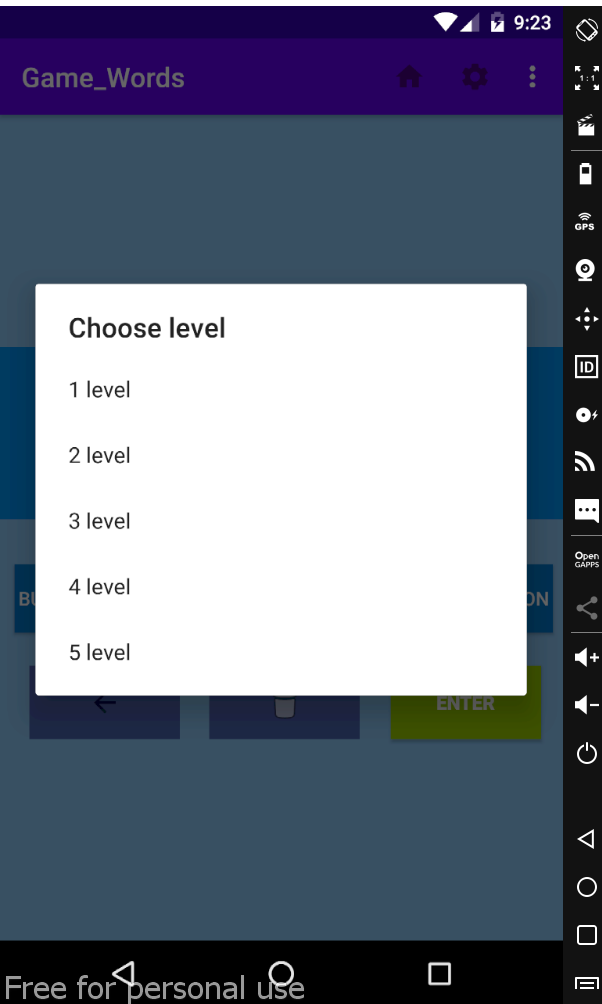 9:23
Game_Words
1 : 1
GPS
Choose level
1 level
2 level
3 level
ID
4 level
Open
GAPPS
BU
ON
5 level
ENTER
Free for personal use